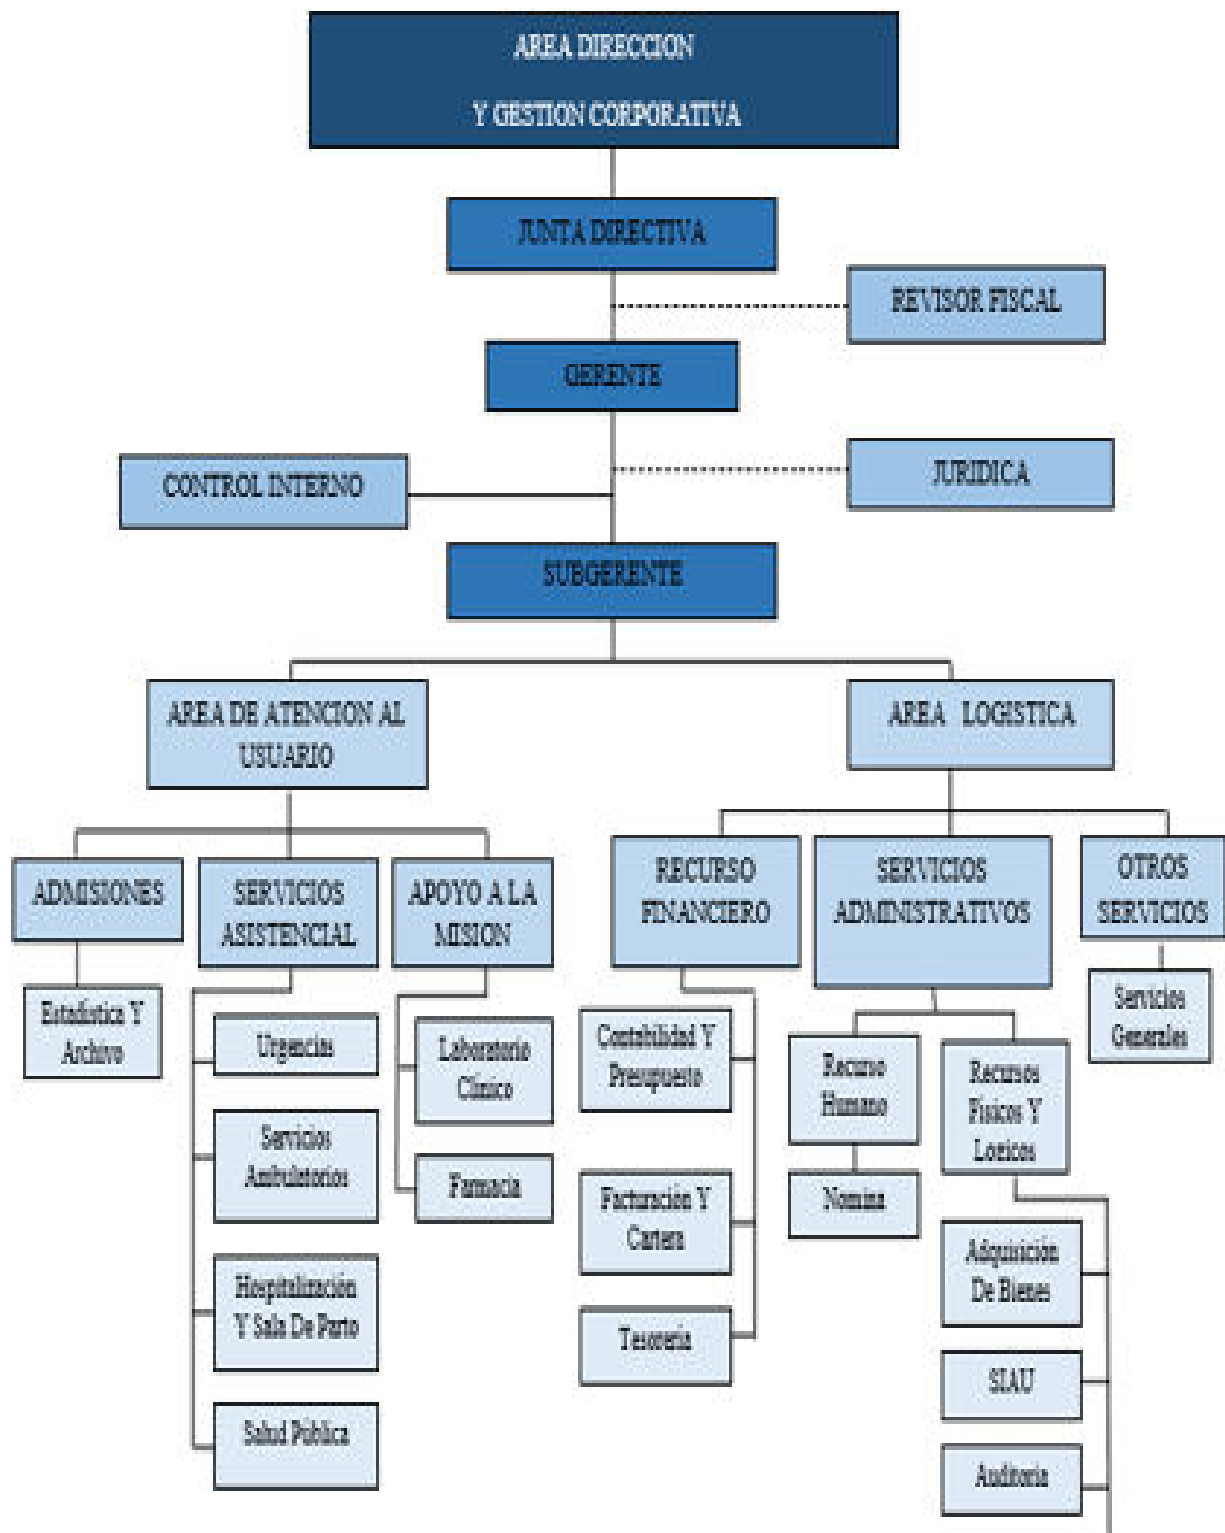 AREA DIRECCION
Y GESTION CORPORATIVA
JUNTA DIRECTIVA
REVISOR FISCAL
GERENTE
CONTROL INTERNO
JURIDICA
SUBGERENTE
AREA DE ATENCION AL
USUARIO
AREA LOGISTICA
ADMISIONES
SERVICIOS
ASISTENCIAL
APOYO A LA
MISION
RECURSO
FINANCIERO
SERVICIOS
ADMINISTRATIVOS
OTROS
SERVICIOS
Estadística Y
Archivo
Urgencias
Servicios
Ambulatorios
Hospitalización
Y Sala De Parto
Salud Pública
Laboratorio
Clínico
Farmacia
Contabilidad Y
Presupuesto
Facturación Y
Cartera
Tesorería
Recurso
Humano
Nomina
Recursos
Físicos Y
Logicos
Adquisición
De Bienes
SIAU
Auditoria
Servicios
Generales